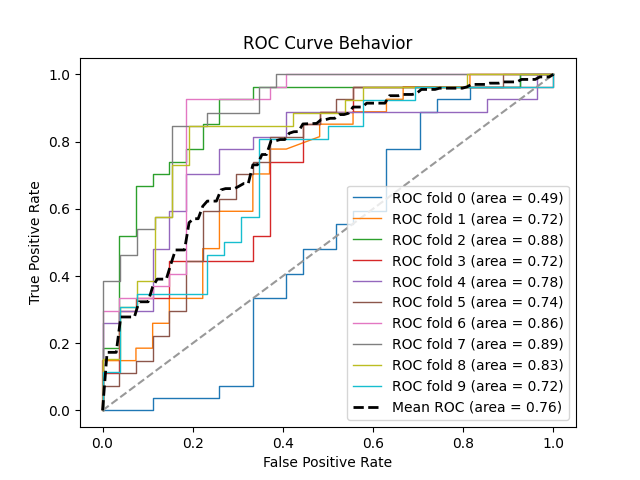 ROC Curve Behavior
True Positive Rate
1.0
0.8
0.6
0.4
0.2
0.0
ROC fold 0 (area = 0.49)
ROC fold 1 (area = 0.72)
ROC fold 2 (area = 0.88)
ROC fold 3 (area = 0.72)
ROC fold 4 (area = 0.78)
ROC fold 5 (area = 0.74)
ROC fold 6 (area = 0.86)
ROC fold 7 (area = 0.89)
ROC fold 8 (area = 0.83)
ROC fold 9 (area = 0.72)
Mean ROC (area = 0.76)
0.0 0.2 0.4 0.6 0.8 1.0
False Positive Rate